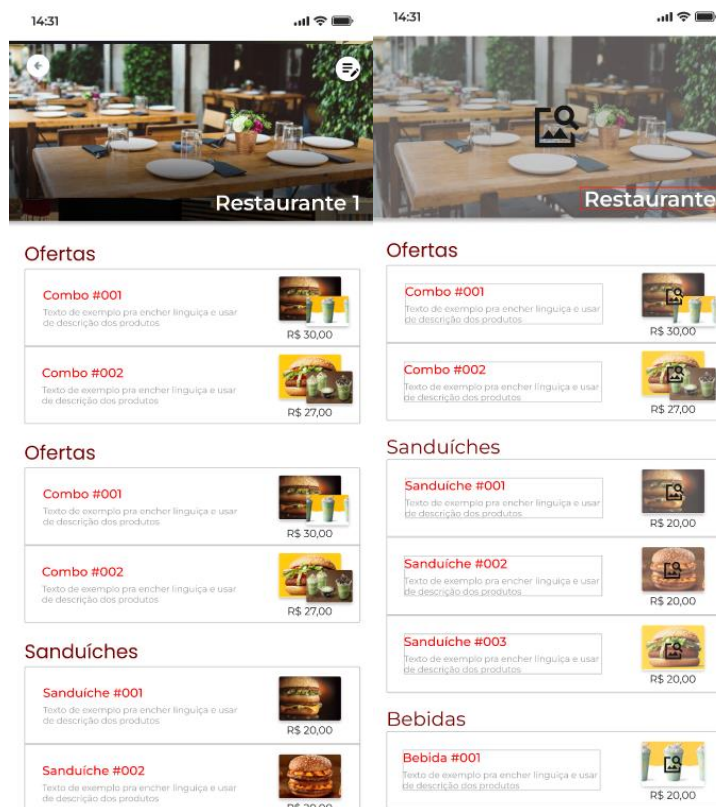 14:31
Restaurante 1
Ofertas
Combo #001
Texto de exemplo pra encher linguiça e usar
de descrição dos produtos
R$ 30,00
Combo #002
Texto de exemplo pra encher linguiça e usar
de descrição dos produtos
R$ 27,00
Ofertas
Combo #001
Texto de exemplo pra encher linguiça e usar
de descrição dos produtos
R$ 30,00
Combo #002
Texto de exemplo pra encher linguiça e usar
de descrição dos produtos
R$ 27,00
Sanduíches
Sanduíche #001
Texto de exemplo pra encher linguiça e usar
de descrição dos produtos
R$ 20,00
Sanduíche #002
Texto de exemplo pra encher linguiça e usar
de descrição dos produtos
R$ 20,00
14:31
Restaurante
Ofertas
Combo #001
Texto de exemplo pra encher linguiça e usar
de descrição dos produtos
R$ 30,00
Combo #002
Texto de exemplo pra encher linguiça e usar
de descrição dos produtos
R$ 27,00
Sanduíches
Sanduíche #001
Texto de exemplo pra encher linguiça e usar
de descrição dos produtos
R$ 20,00
Sanduíche #002
Texto de exemplo pra encher linguiça e usar
de descrição dos produtos
R$ 20,00
Sanduíche #003
Texto de exemplo pra encher linguiça e usar
de descrição dos produtos
R$ 20,00
Bebidas
Bebida #001
Texto de exemplo pra encher linguiça e usar
de descrição dos produtos
R$ 20,00